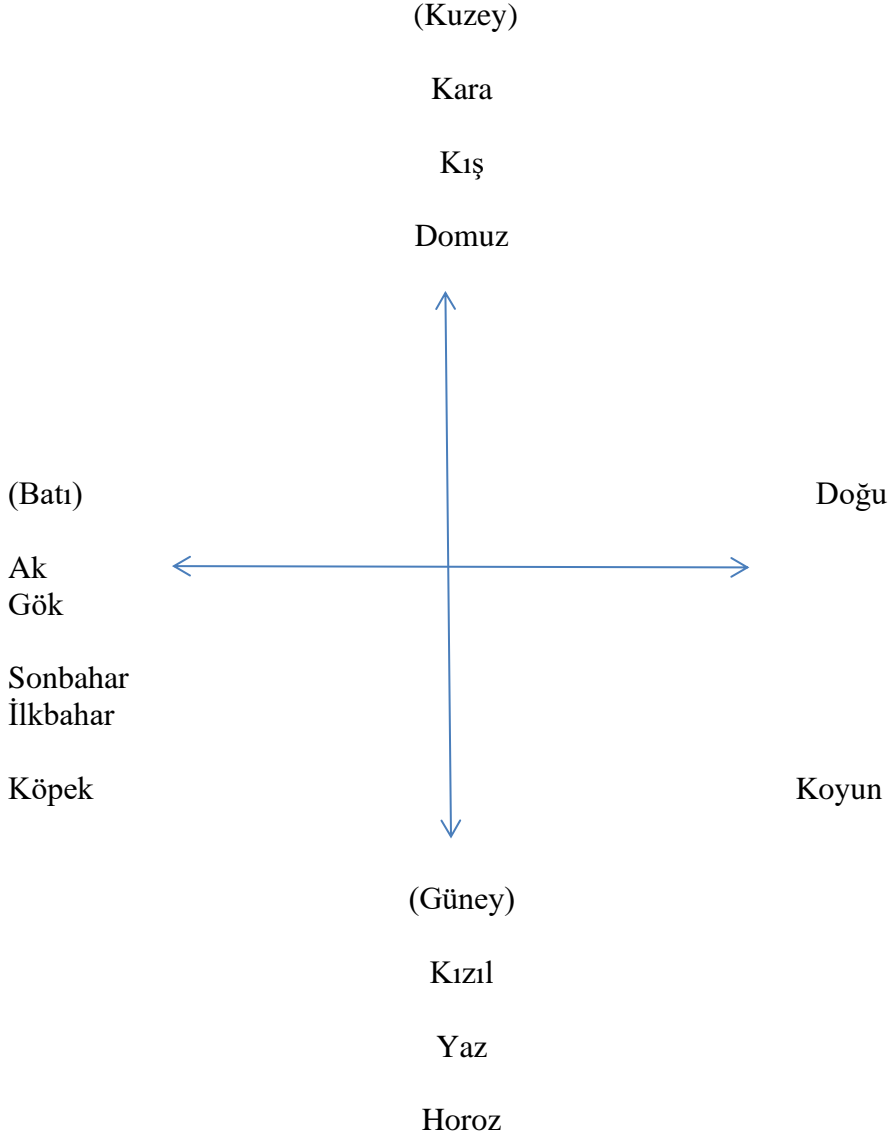 (Kuzey)
Kara
Kış
Domuz
(Batı) Doğu
Ak
Gök
Sonbahar
İlkbahar
Köpek Koyun
(Güney)
Kızıl
Yaz
Horoz